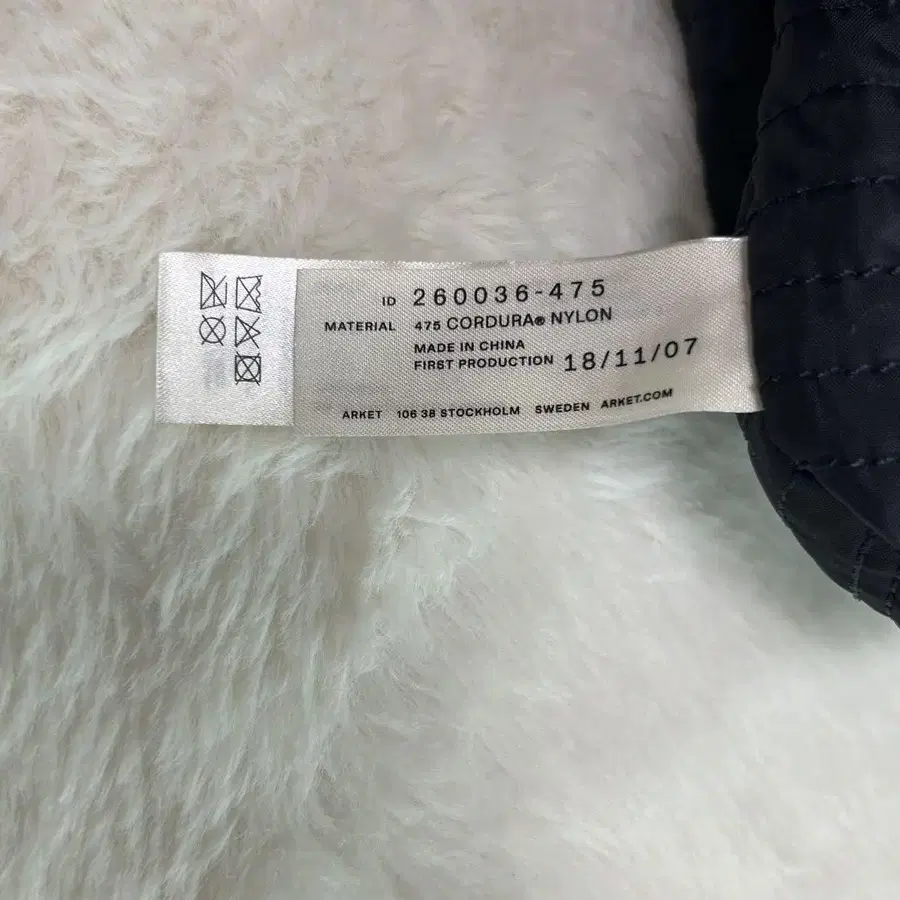 ID 260036-475
MATERIAL 475 CORDURA® NYLON
MADE IN CHINA
FIRST PRODUCTION 18/11/07
ARKET 106 38 STOCKHOLM SWEDEN ARKET.COM